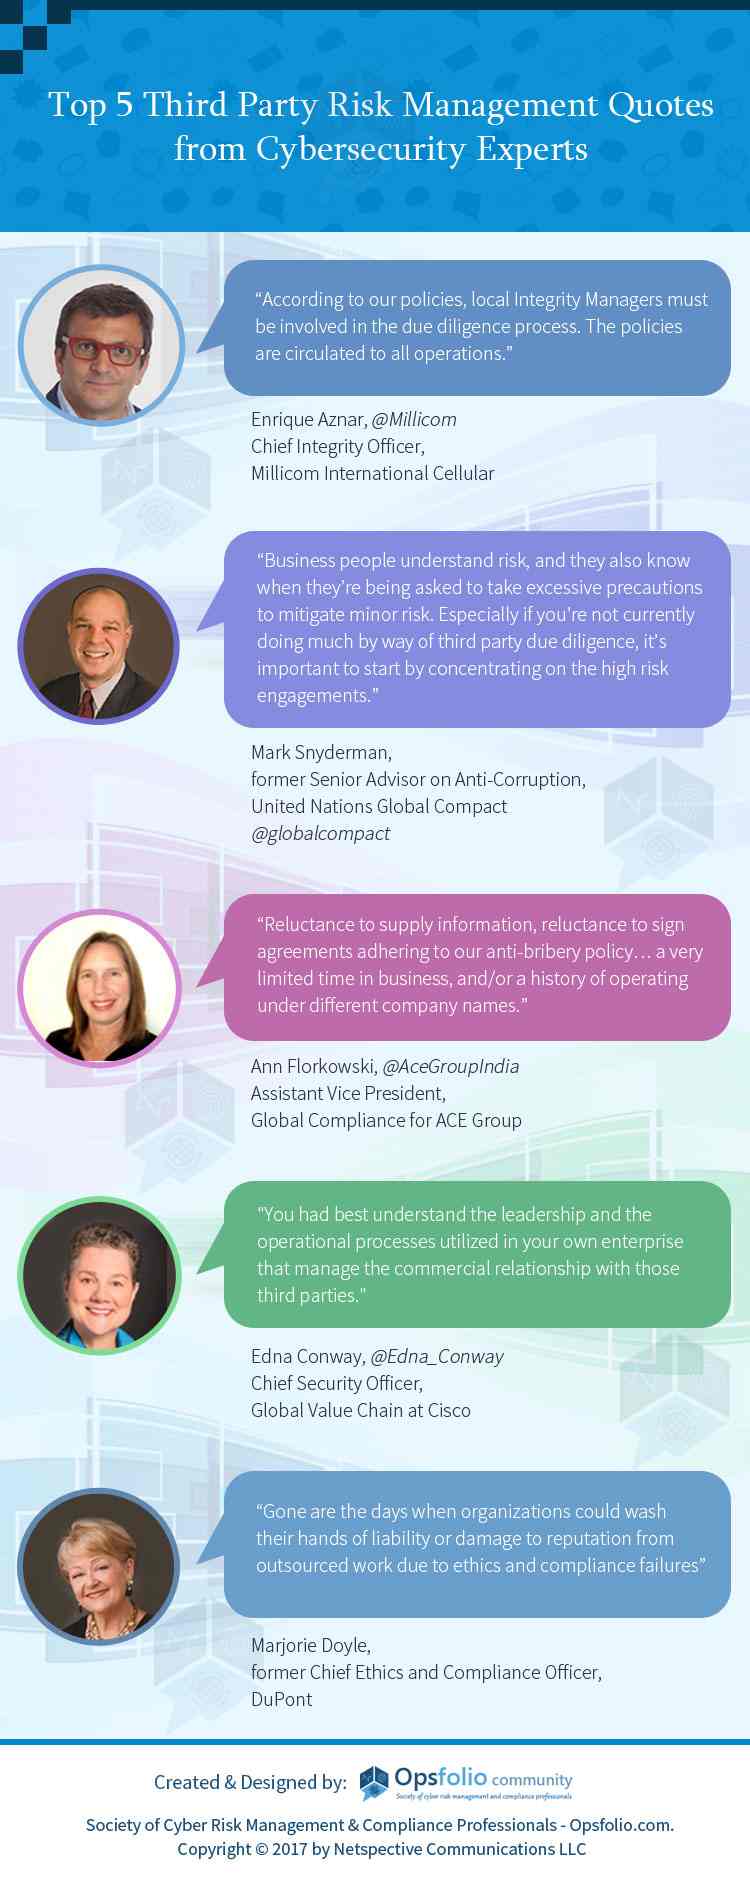 Top 5 Third Party Risk Management Quotes
from Cybersecurity Experts
“According to our policies, local Integrity Managers must
be involved in the due diligence process. The policies
are circulated to all operations.”
Enrique Aznar, @Millicom
Chief Integrity Officer,
Millicom International Cellular
“Business people understand risk, and they also know
when they’re being asked to take excessive precautions
to mitigate minor risk. Especially if you're not currently
doing much by way of third party due diligence, it’s
important to start by concentrating on the high risk
engagements.”
Mark Snyderman,
former Senior Advisor on Anti-Corruption,
United Nations Global Compact
@globalcompact
“Reluctance to supply information, reluctance to sign
agreements adhering to our anti-bribery policy… a very
limited time in business, and/or a history of operating
under different company names.”
Ann Florkowski, @AceGroupIndia
Assistant Vice President,
Global Compliance for ACE Group
"You had best understand the leadership and the
operational processes utilized in your own enterprise
that manage the commercial relationship with those
third parties."
Edna Conway, @Edna_Conway
Chief Security Officer,
Global Value Chain at Cisco
“Gone are the days when organizations could wash
their hands of liability or damage to reputation from
outsourced work due to ethics and compliance failures”
Marjorie Doyle,
former Chief Ethics and Compliance Officer,
DuPont
Created & Designed by: Opsfolio community
Society of cyber risk management and compliance professionals
Society of Cyber Risk Management & Compliance Professionals - Opsfolio.com.
Copyright © 2017 by Netspective Communications LLC